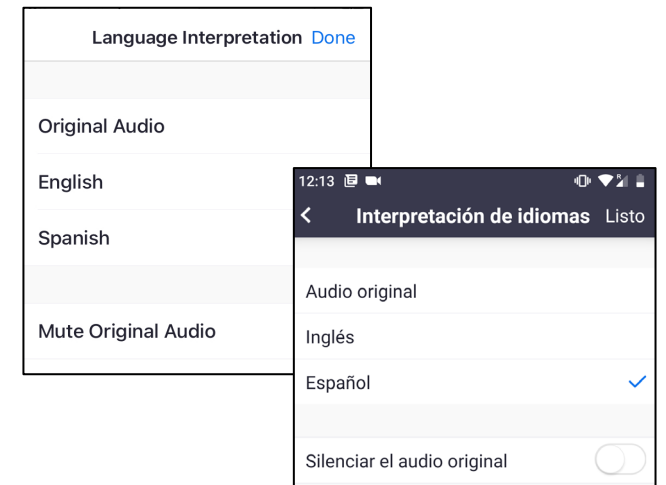 Language Interpretation Done
Original Audio
English
Spanish
Mute Original Audio
12:13 R
Interpretación de idiomas Listo
Audio original
Inglés
Español
Silenciar el audio original